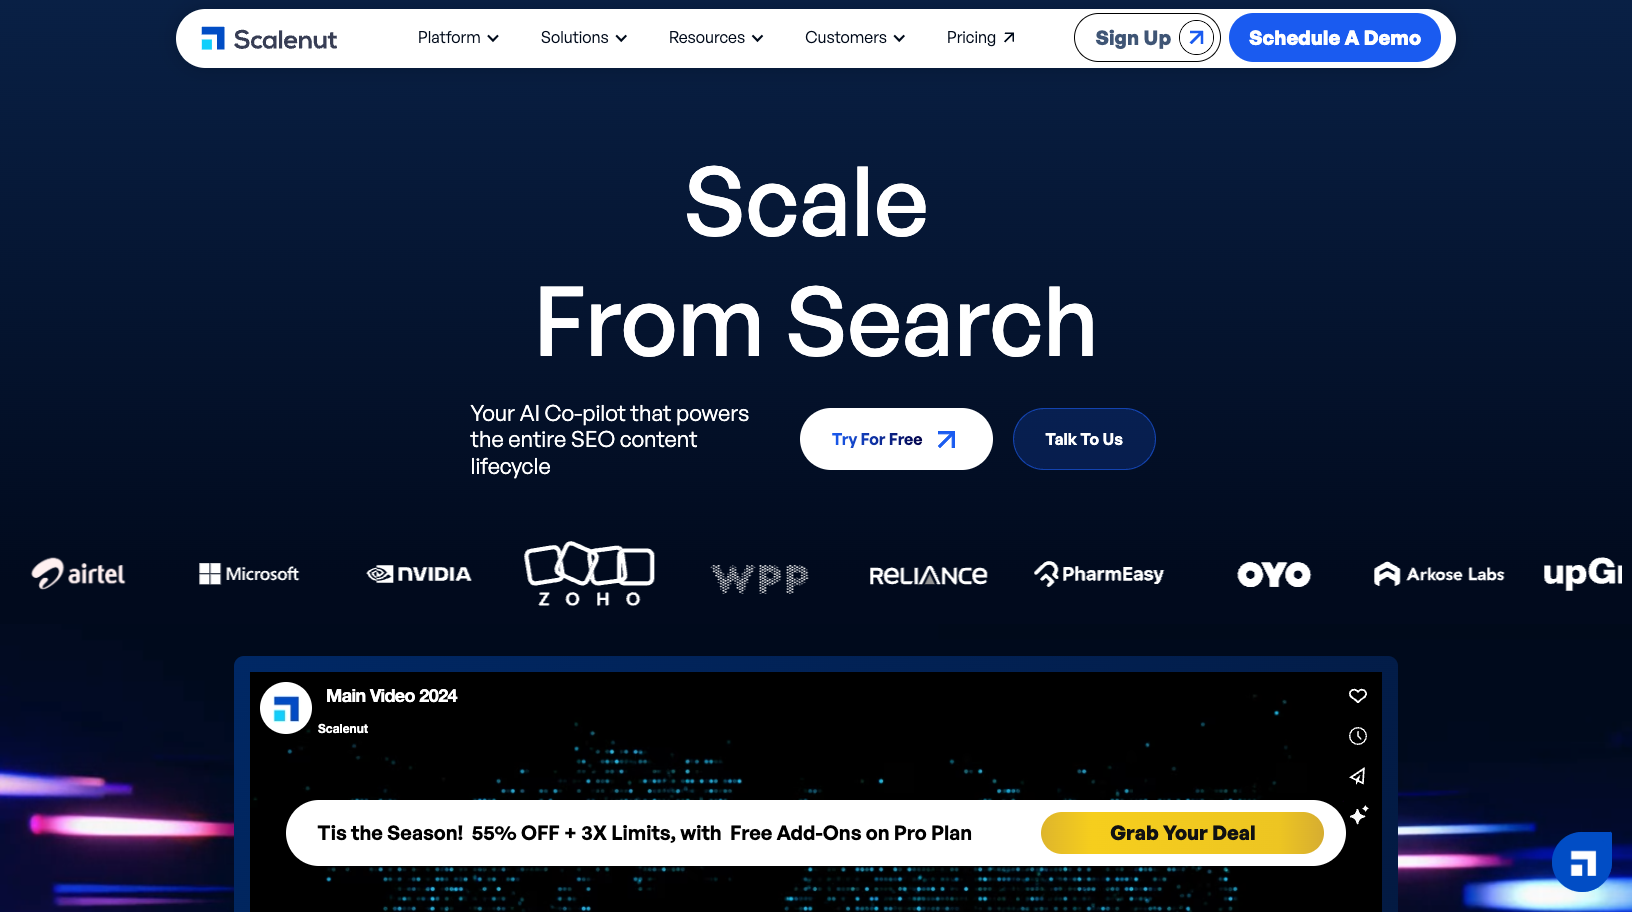 Scalenut
Platform
Solutions
Resources
Customers
Pricing
Sign Up
Schedule A Demo
Scale
From Search
Your AI Co-pilot that powers
the entire SEO content
lifecycle
Try For Free
Talk To Us
airtel
Microsoft
NVIDIA
ZOHO
WPP
RELIANCE
PharmEasy
OYO
Arkose Labs
upGr
Main Video 2024
Scalenut
Tis the Season! 55% OFF + 3X Limits, with Free Add-Ons on Pro Plan
Grab Your Deal